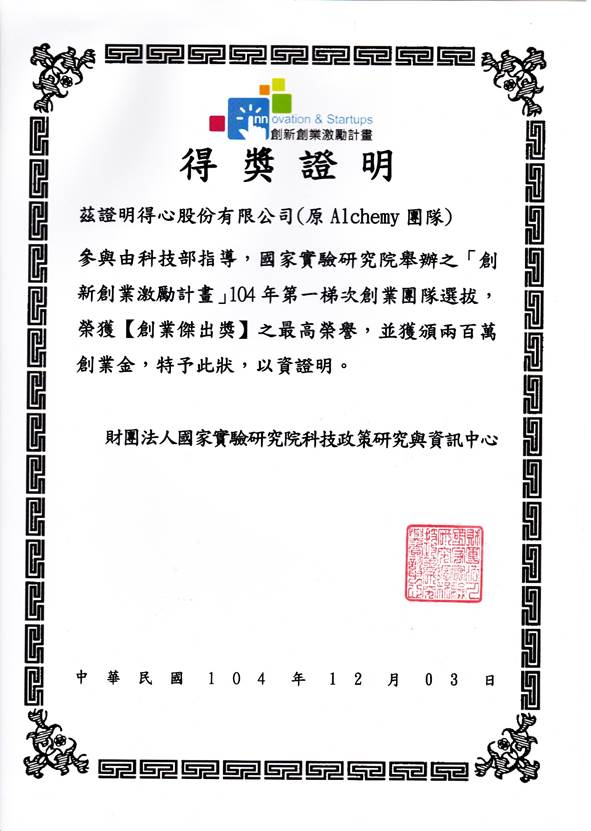 innovation & Startups
創新創業激勵計畫
得獎證明
茲證明得心股份有限公司(原 Alchemy 團隊)
參與由科技部指導,國家實驗研究院舉辦之「創
新創業激勵計畫」104 年第一梯次創業團隊選拔,
榮獲【創業傑出獎】之最高榮譽,並獲頒兩百萬
創業金,特予此狀,以資證明。
財團法人國家實驗研究院科技政策研究與資訊中心
中華民國 104 年 12 月 03 日